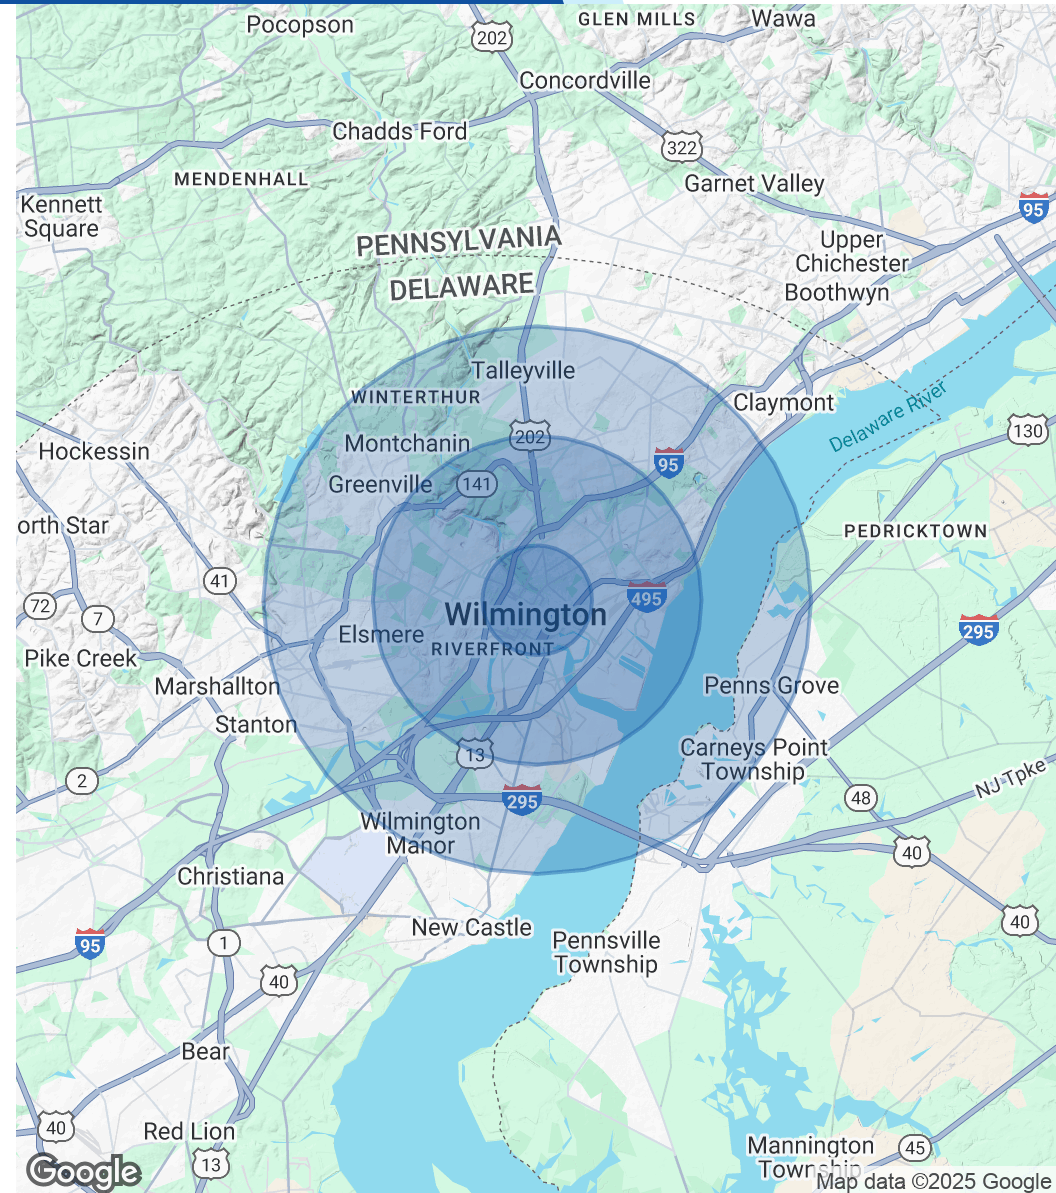 Pocopson
GLEN MILLS
Wawa
202
Concordville
Chadds Ford
322
MENDENHALL
Garnet Valley
Kennett
Square
95
PENNSYLVANIA
Upper
Chichester
DELAWARE
Boothwyn
Talleyville
WINTERTHUR
Claymont
Delaware River
130
Montchanin
202
Hockessin
95
Greenville
141
orth Star
PEDRICKTOWN
41
495
72
7
Wilmington
295
Elsmere
RIVERFRONT
Pike Creek
Marshallton
Penns Grove
Stanton
13
Carneys Point
Township
2
NJ Tpke
295
48
Wilmington
Manor
40
Christiana
40
New Castle
95
1
Pennsville
Township
40
Bear
40
Red Lion
13
Mannington
Township
45
Google
Map data ©2025 Google